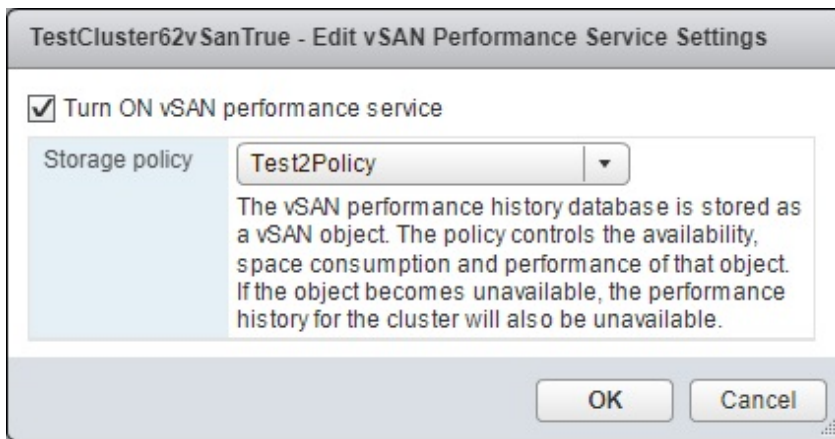 TestCluster62vSanTrue - Edit vSAN Performance Service Settings
Turn ON vSAN performance service
Storage policy
Test2Policy
The vSAN performance history database is stored as
a vSAN object. The policy controls the availability,
space consumption and performance of that object.
If the object becomes unavailable, the performance
history for the cluster will also be unavailable.
OK
Cancel